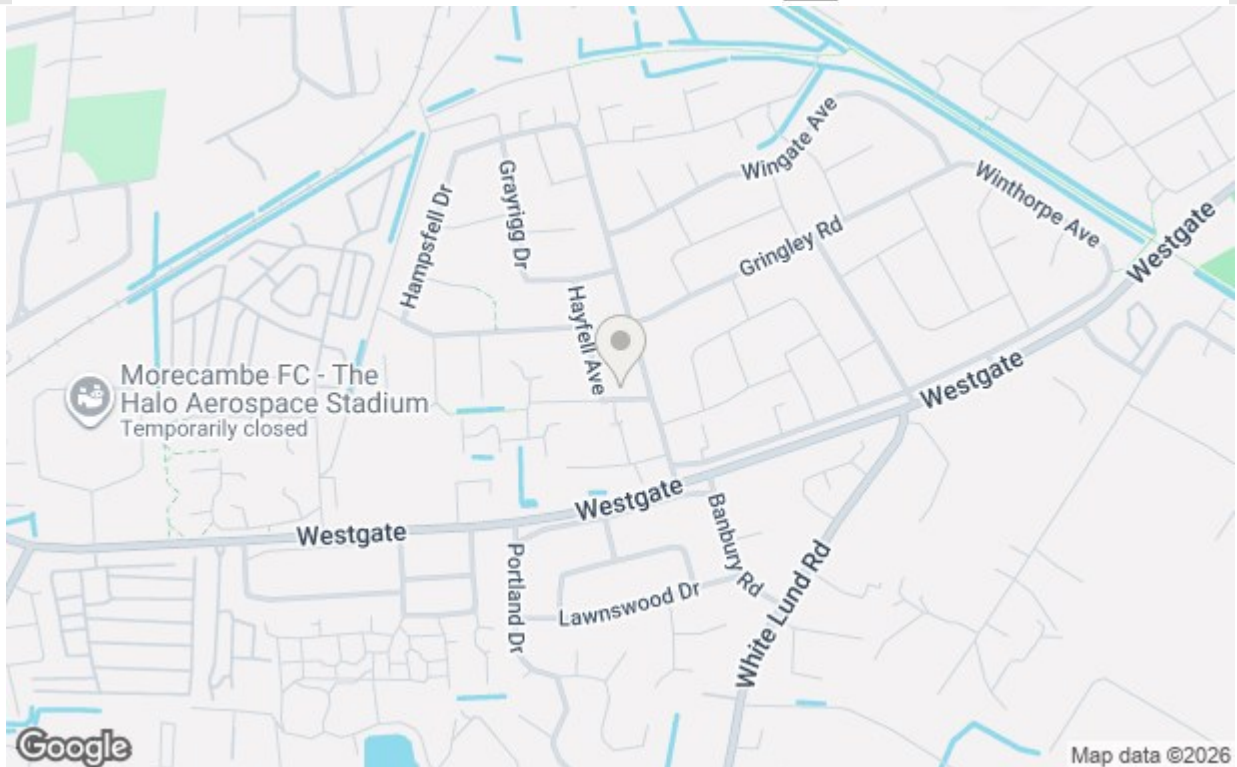 Wingate Ave
Winthorpe Ave
Grayrigg Dr
Hampsfell Dr
Gringley Rd
Westgate
Hayfell Ave
Morecambe FC - The
Halo Aerospace Stadium
Temporarily closed
Westgate
Westgate
Westgate
Banbury Rd
Portland Dr
Lawnswood Dr
White Lund Rd
Google
Map data ©2026